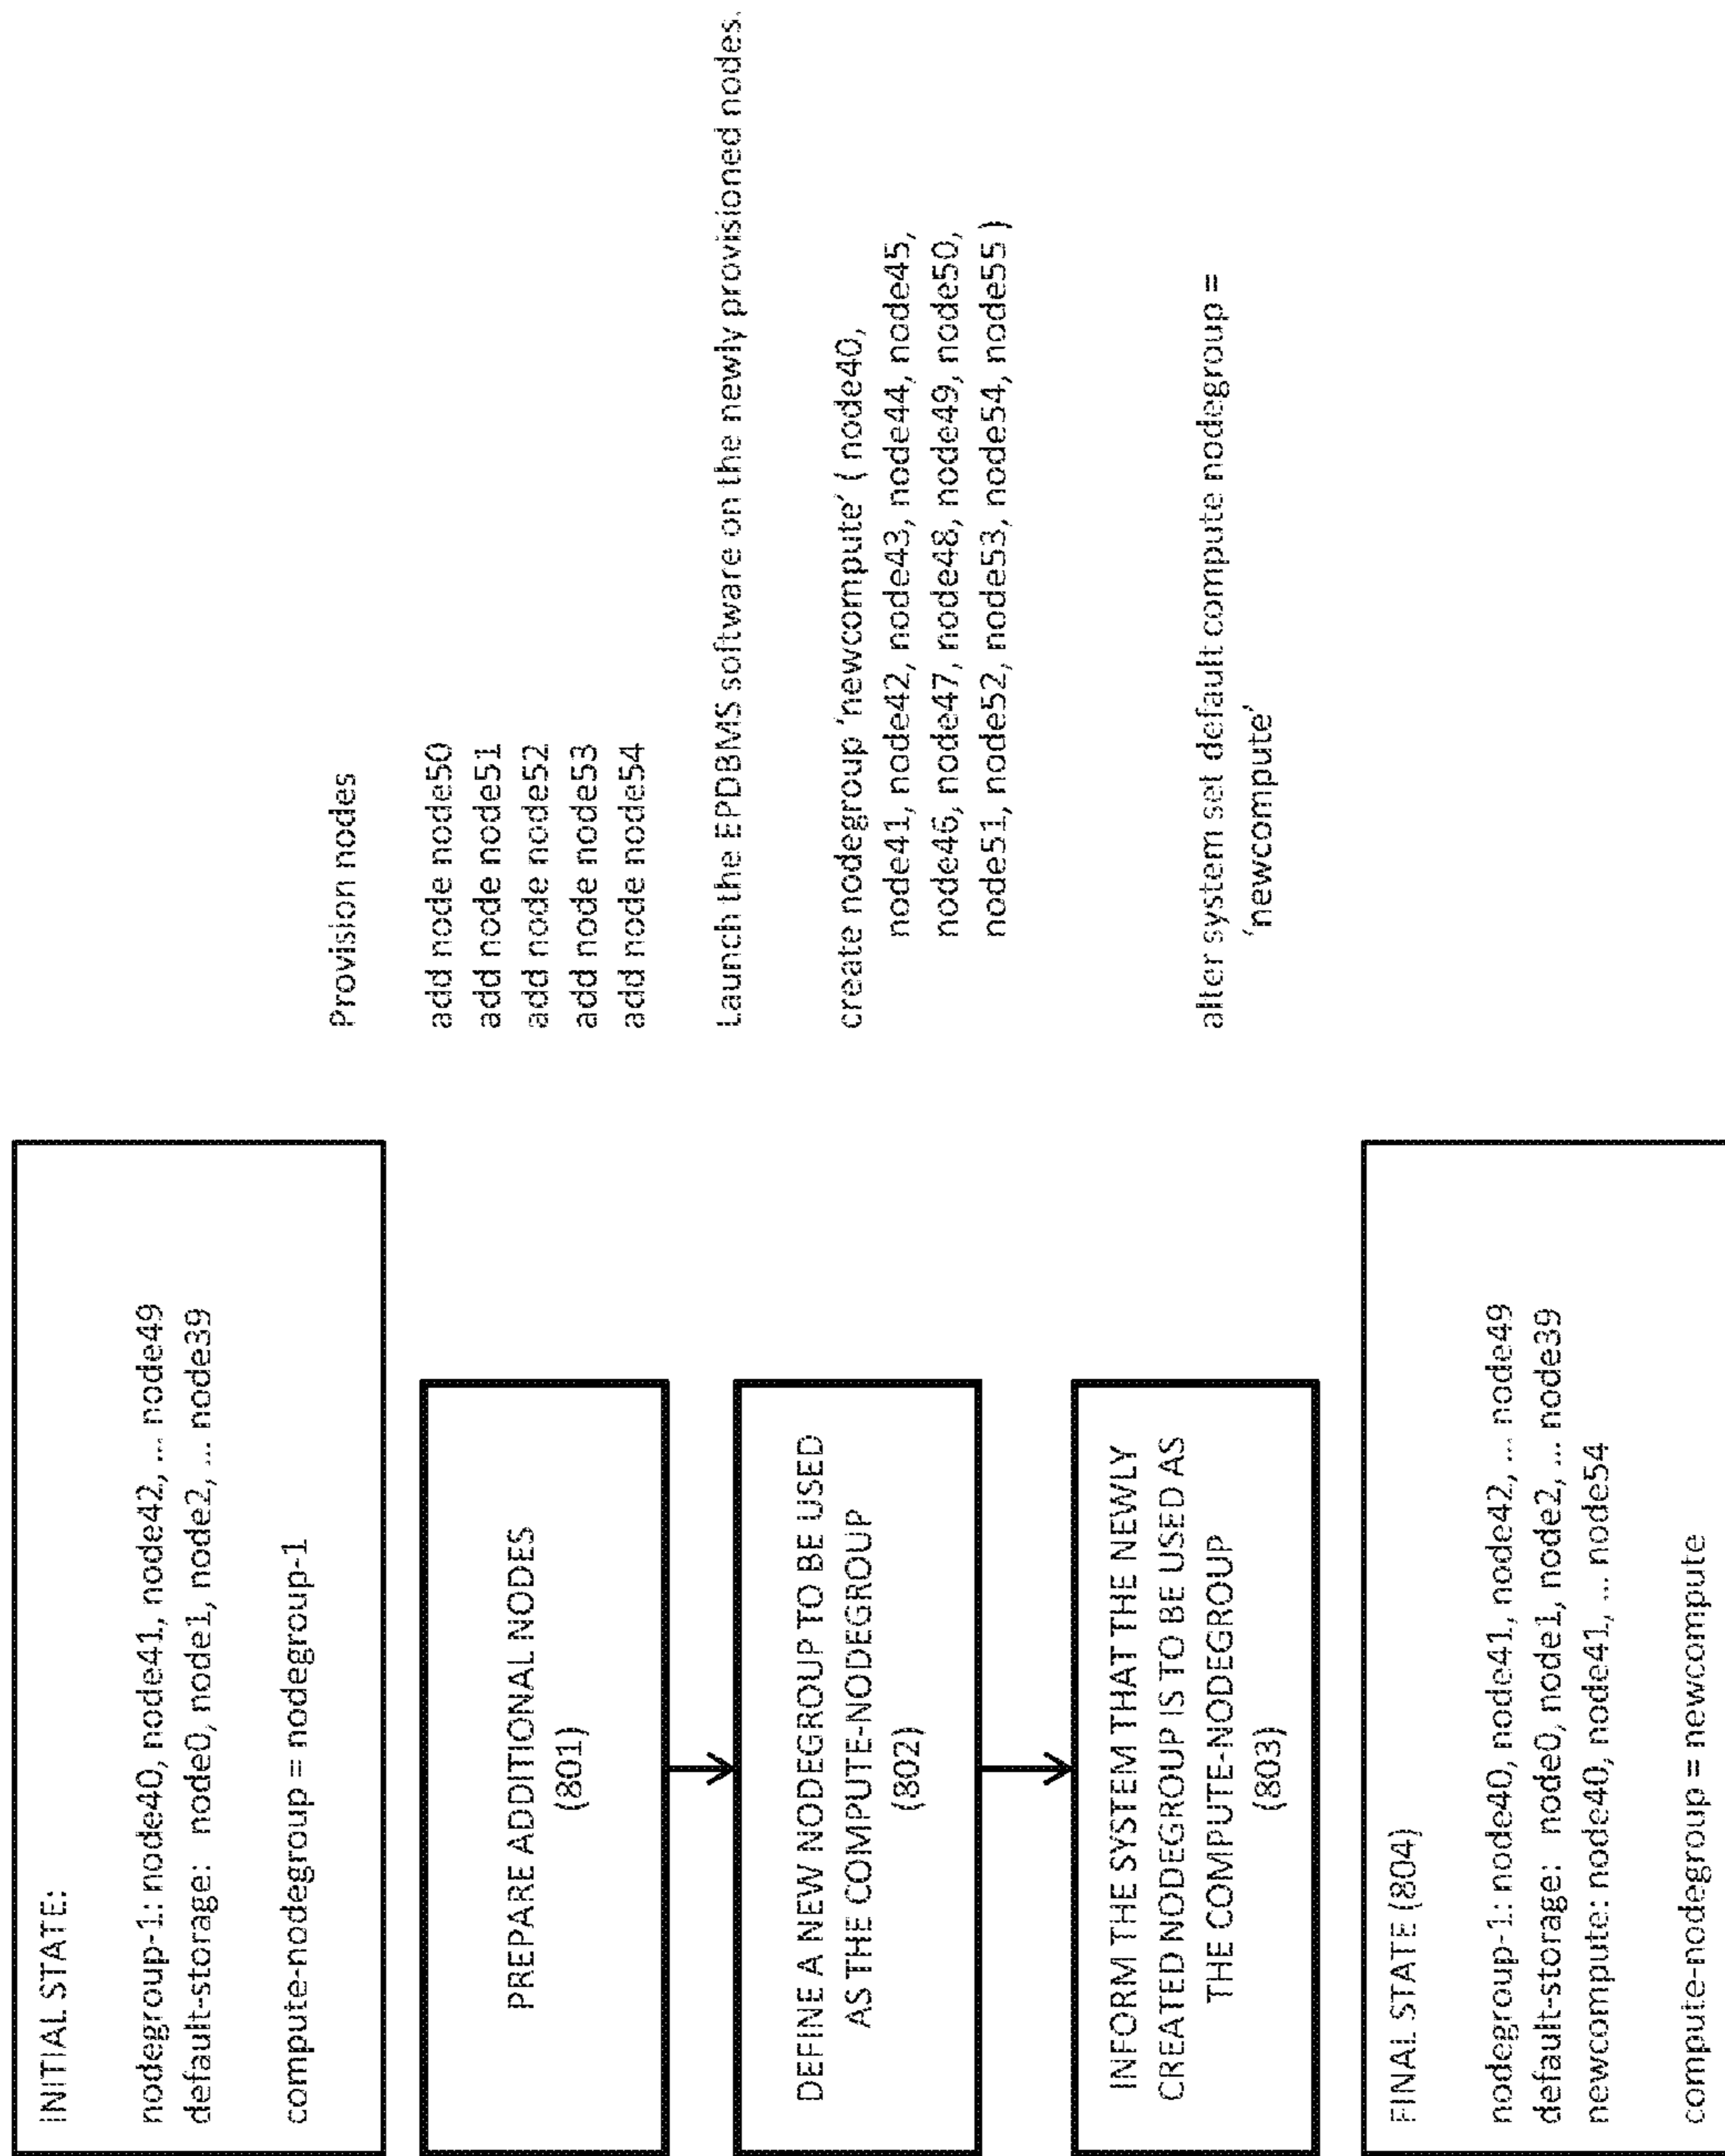 INITIAL STATE:
nodegroup-1: node40, node41, node42, ... node49
default-storage: node0, node1, node2, ... node39
compute-nodegroup = nodegroup-1
Provision nodes
PREPARE ADDITIONAL NODES
(801)
add node node50
add node node51
add node node52
add node node53
add node node54
Launch the EPDBMS software on the newly provisioned nodes.
DEFINE A NEW NODEGROUP TO BE USED
AS THE COMPUTE-NODEGROUP
(802)
create nodegroup 'newcompute' ( node40,
node41, node42, node43, node44, node45,
node46, node47, node48, node49, node50,
node51, node52, node53, node54, node55 )
INFORM THE SYSTEM THAT THE NEWLY
CREATED NODEGROUP IS TO BE USED AS
THE COMPUTE-NODEGROUP
(803)
alter system set default compute nodegroup =
'newcompute'
FINAL STATE (804)
nodegroup-1: node40, node41, node42, ... node49
default-storage: node0, node1, node2, ... node39
newcompute: node40, node41, ... node54
compute-nodegroup = newcompute